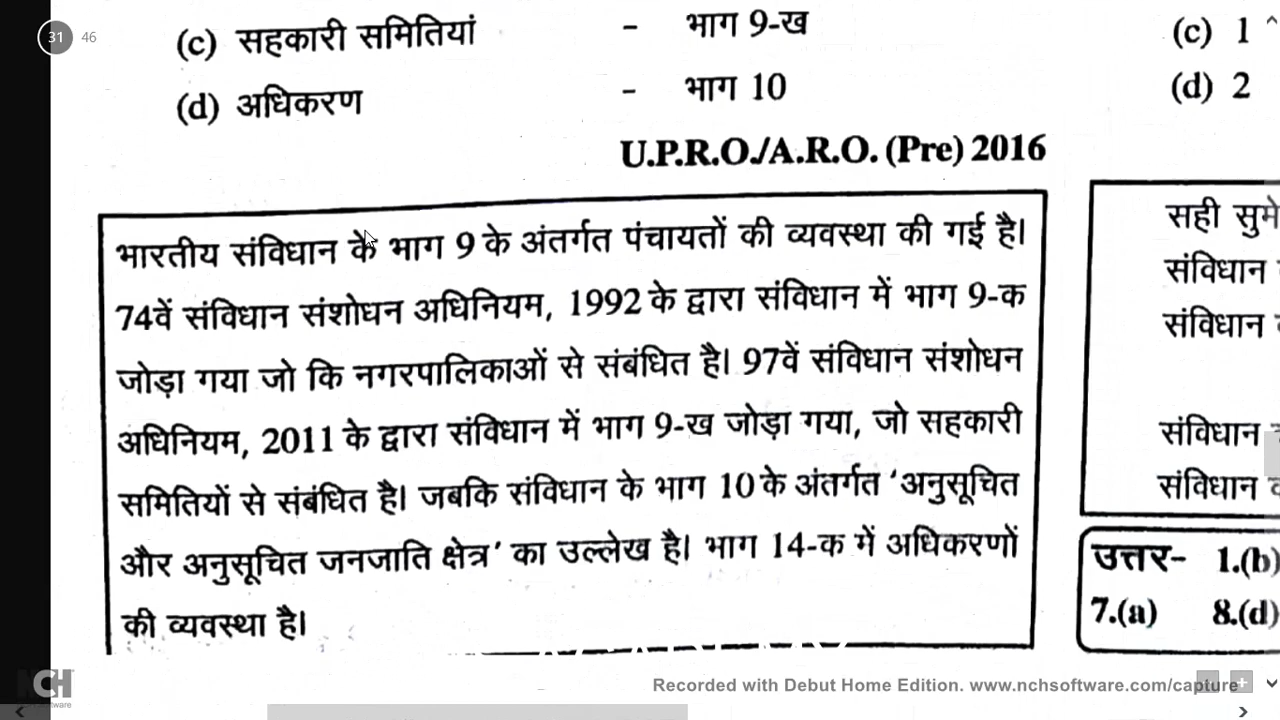 31 46
(c) सहकारी समितियां - भाग 9-ख
(d) अधिकरण - भाग 10
U.P.R.O./A.R.O. (Pre) 2016
भारतीय संविधान के भाग 9 के अंतर्गत पंचायतों की व्यवस्था की गई है।
74वें संविधान संशोधन अधिनियम, 1992 के द्वारा संविधान में भाग 9-क
जोड़ा गया जो कि नगरपालिकाओं से संबंधित है। 97वें संविधान संशोधन
अधिनियम, 2011 के द्वारा संविधान में भाग 9-ख जोड़ा गया, जो सहकारी
समितियों से संबंधित है। जबकि संविधान के भाग 10 के अंतर्गत ‘अनुसूचित
और अनुसूचित जनजाति क्षेत्र’ का उल्लेख है। भाग 14-क में अधिकरणों
की व्यवस्था है।
(c) 1
(d) 2
सही
संविधान
संविधान
संविधान
संविधान
उत्तर- 1.(b)
7.(a) 8.(d)
NCH
Recorded with Debut Home Edition. www.nchsoftware.com/capture